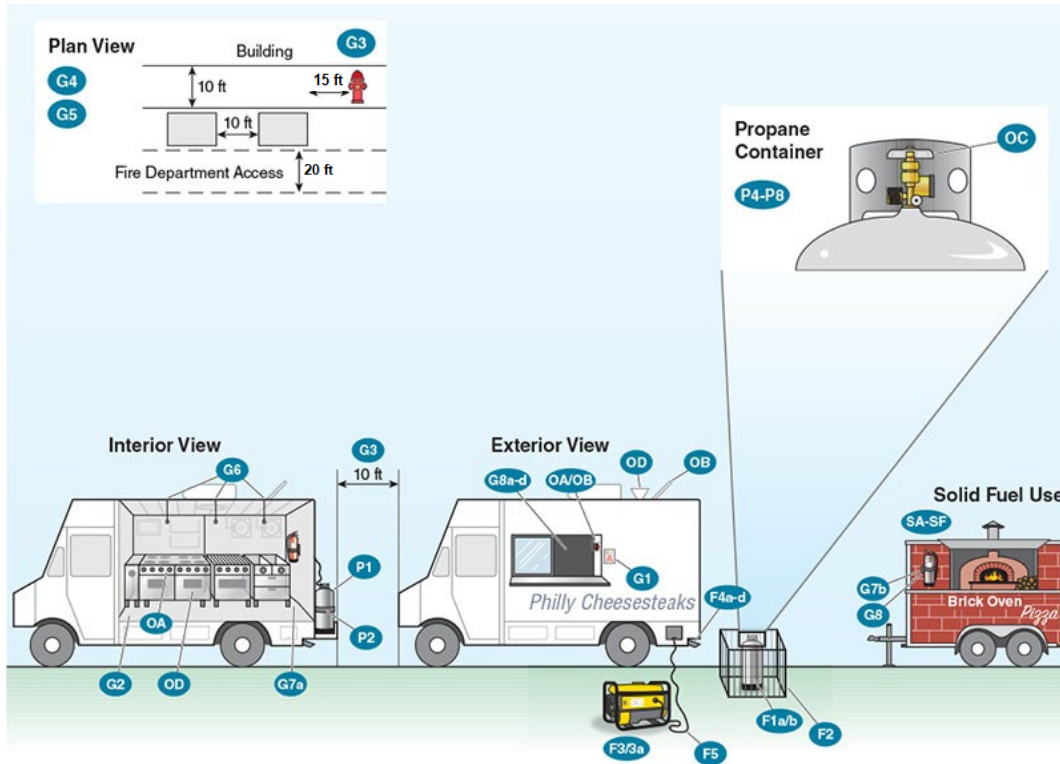 Plan View
Building
G3
G4
10 ft
15 ft
G5
10 ft
Fire Department Access
20 ft
Propane
Container
OC
P4-P8
Interior View
G3
Exterior View
10 ft
G6
G8a-d
OA/OB
OD
OB
Solid Fuel Use
SA-SF
P1
G1
G7b
OA
P2
Philly Cheesesteaks
F4a-d
G8
Brick Oven
Pizza
G2
OD
G7a
F3/3a
F5
F1a/b
F2